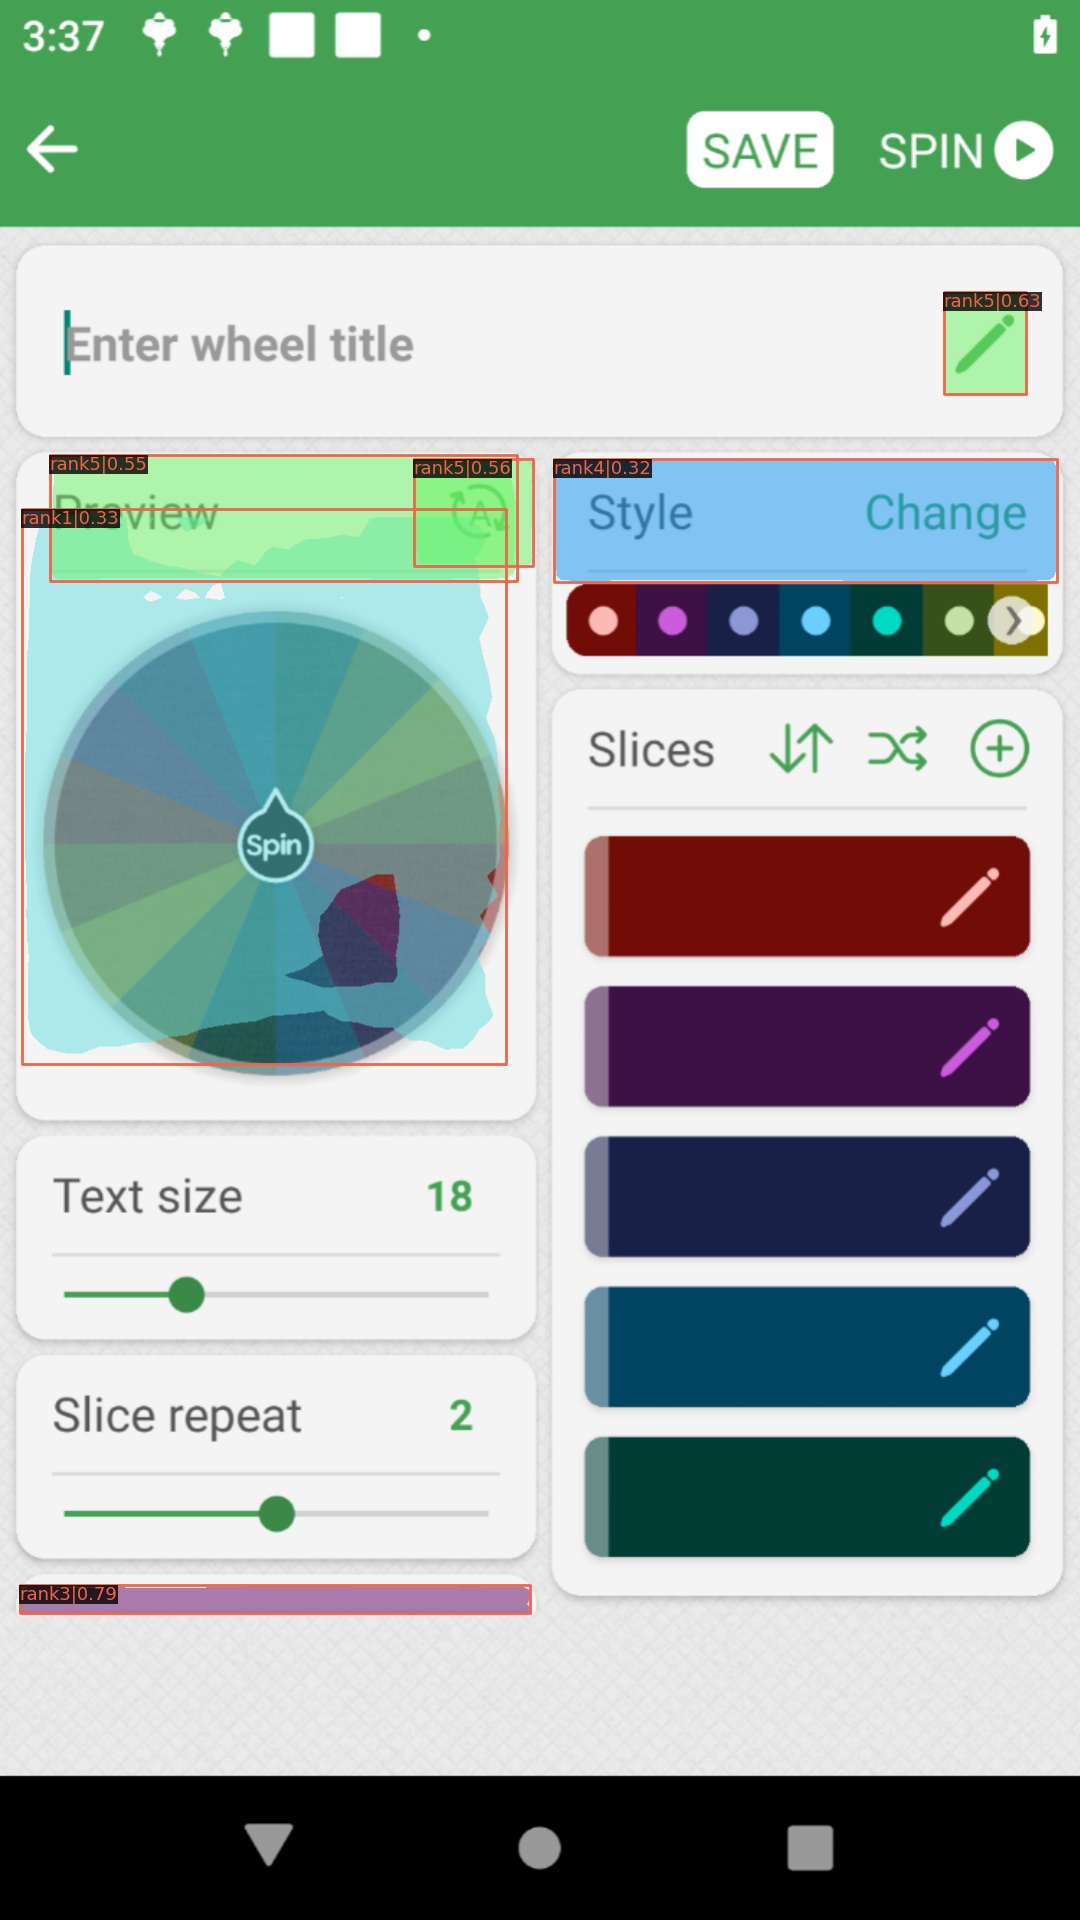 3:37
SAVE
SPIN
Enter wheel title
rank5|0.63
rank5|0.55
rank5|0.56
rank4|0.32
Preview
A
Style
Change
rank1|0.33
Slices
Spin
Text size
18
Slice repeat
2
rank3|0.79